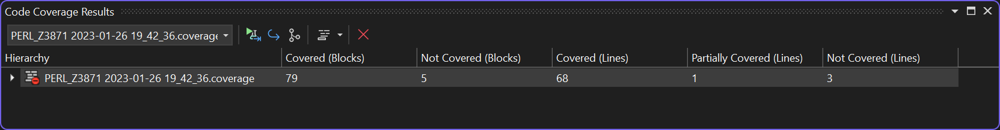 Code Coverage Results
PERL_Z3871 2023-01-26 19_42_36.coverage
Hierarchy Covered (Blocks) Not Covered (Blocks) Covered (Lines) Partially Covered (Lines) Not Covered (Lines)
PERL_Z3871 2023-01-26 19_42_36.coverage 79 5 68 1 3